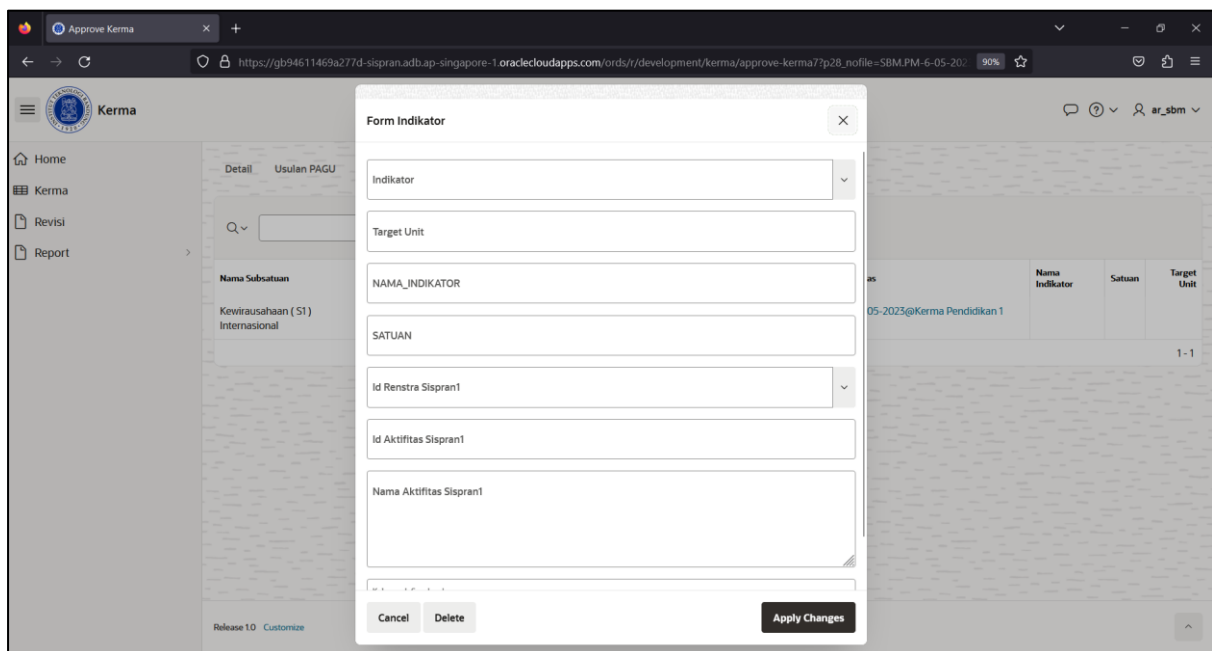 Approve Kerma
https://gb94611469a277d-sispran.adb.ap-singapore-1.oraclecloudapps.com/ords/r/development/kerma/approve-kerma7?p28_nofile=SBM.PM-6-05-202
90%
Kerma
ar_sbm
Home
Kerma
Revisi
Report
Detail Usulan PAGU
Nama Subsatuan
as
Nama Indikator
Satuan
Target Unit
Kewirausahaan ( S1 ) Internasional
05-2023@Kerma Pendidikan 1
1 - 1
Form Indikator
Indikator
Target Unit
NAMA_INDIKATOR
SATUAN
Id Renstra Sispran1
Id Aktifitas Sispran1
Nama Aktifitas Sispran1
Cancel Delete Apply Changes
Release 1.0 Customize